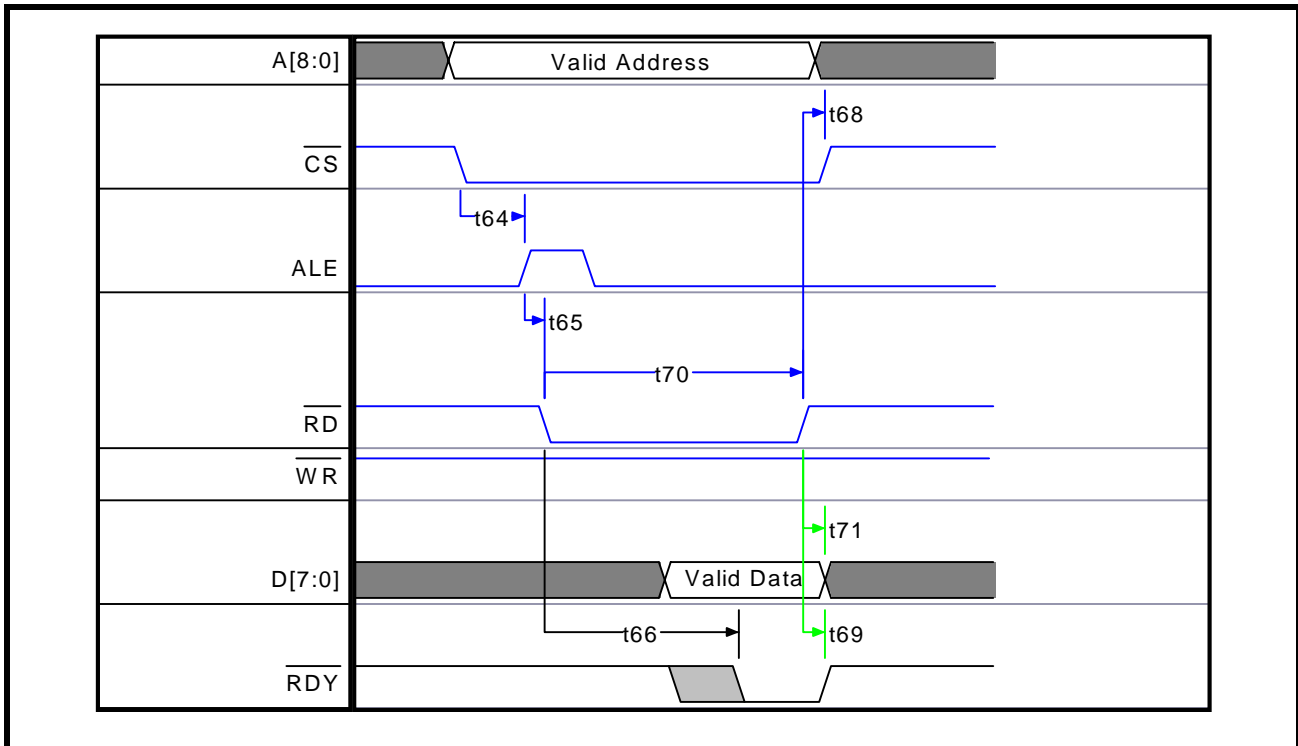 A[8:0]
Valid Address
t68
CS
t64
ALE
t65
t70
RD
WR
t71
D[7:0]
Valid Data
t66
t69
RDY